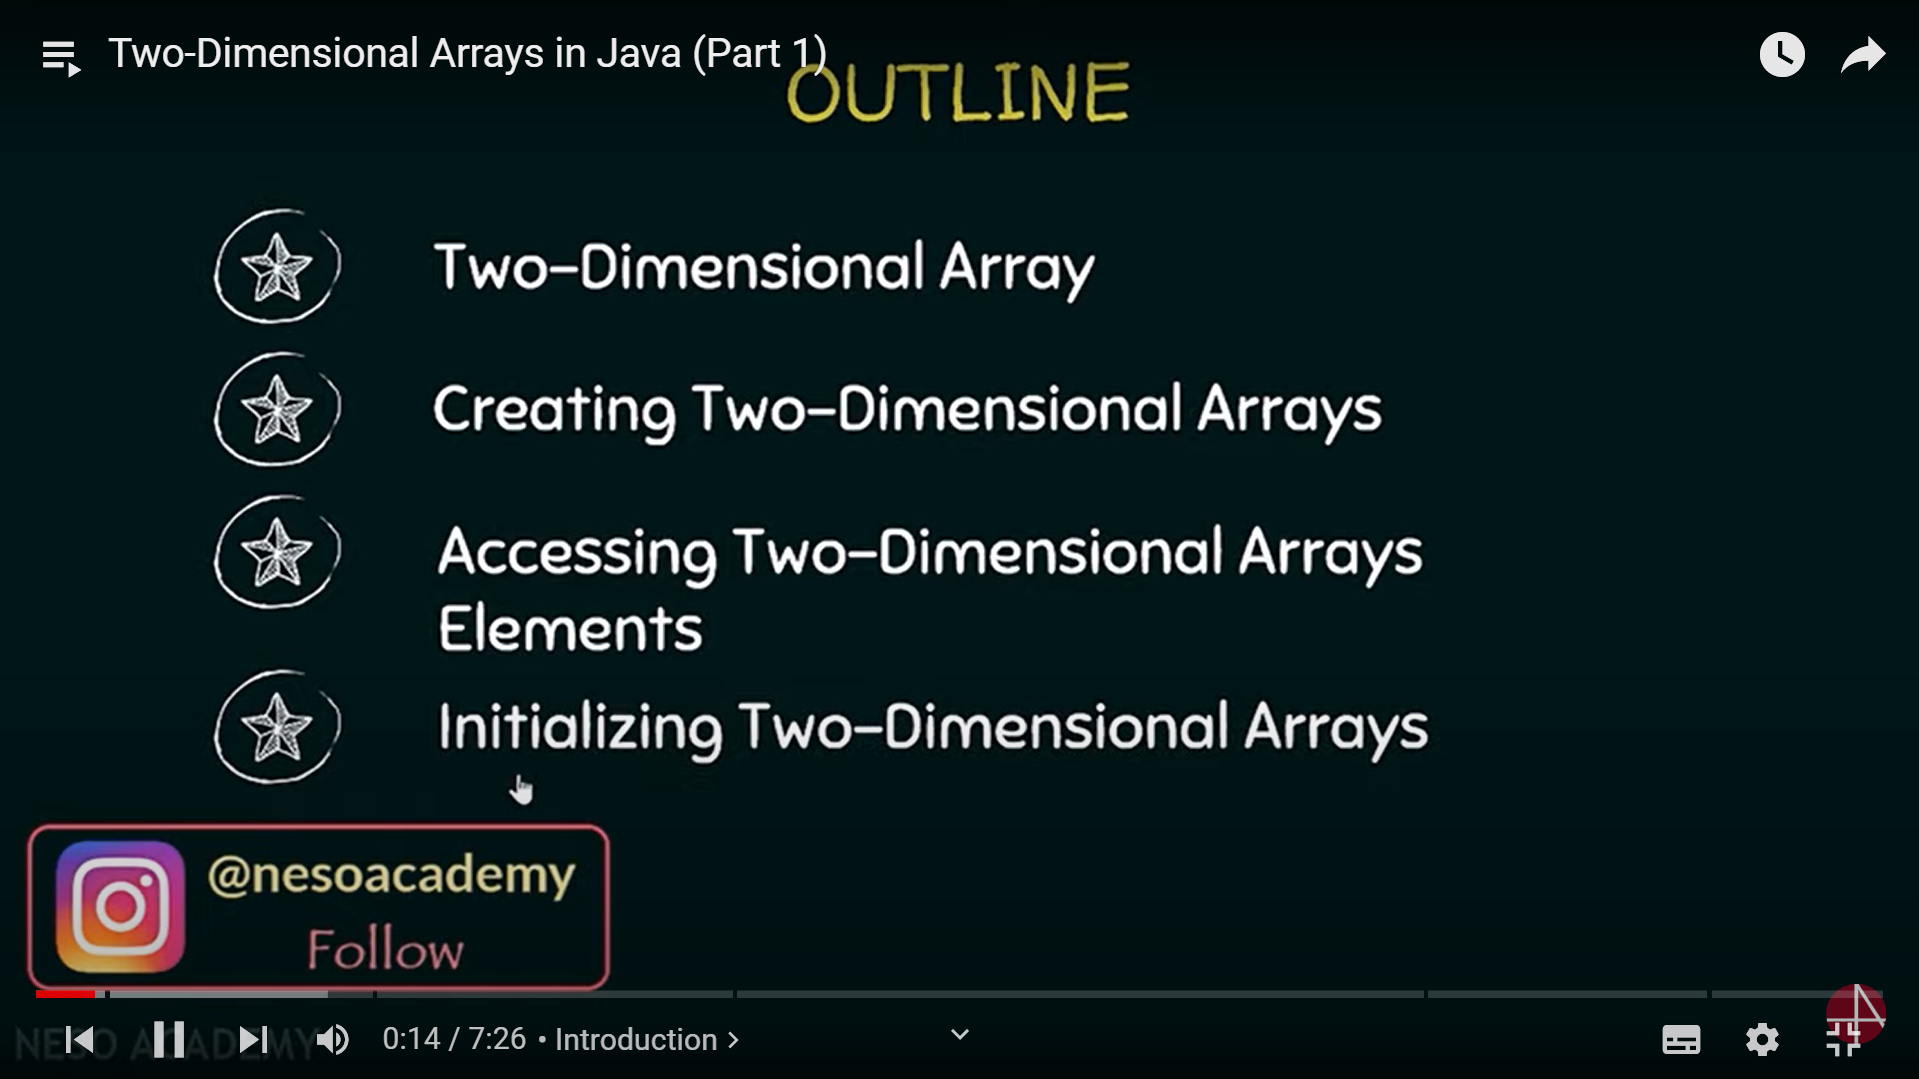 Two-Dimensional Arrays in Java (Part 1)
OUTLINE
Two-Dimensional Array
Creating Two-Dimensional Arrays
Accessing Two-Dimensional Arrays
Elements
Initializing Two-Dimensional Arrays
@nesoacademy
Follow
NESO ACADEMY
0:14 / 7:26 • Introduction >